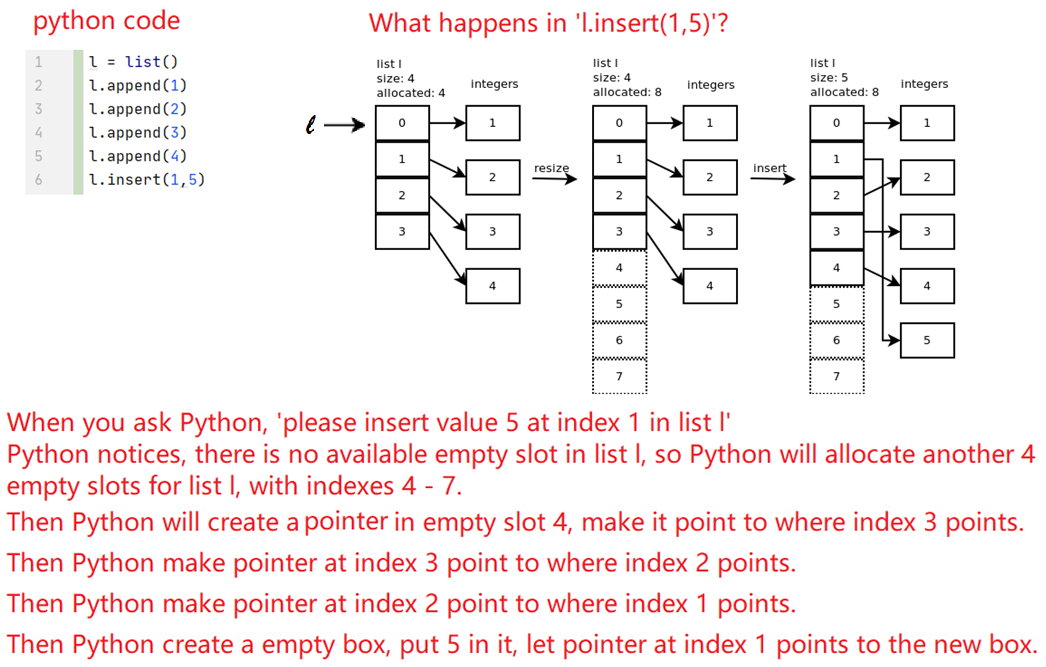 python code
What happens in 'l.insert(1,5)'?
1 l = list()
2 l.append(1)
3 l.append(2)
4 l.append(3)
5 l.append(4)
6 l.insert(1,5)
list l
size: 4
allocated: 4
integers
l
0 1
1 2
2 3
3 4
resize
list l
size: 4
allocated: 8
integers
0 1
1 2
2 3
3 4
4
5
6
7
insert
list l
size: 5
allocated: 8
integers
0 1
1 2
2 3
3 4
4 5
5
6
7
When you ask Python, 'please insert value 5 at index 1 in list l'
Python notices, there is no available empty slot in list l, so Python will allocate another 4
empty slots for list l, with indexes 4 - 7.
Then Python will create a pointer in empty slot 4, make it point to where index 3 points.
Then Python make pointer at index 3 point to where index 2 points.
Then Python make pointer at index 2 point to where index 1 points.
Then Python create a empty box, put 5 in it, let pointer at index 1 points to the new box.